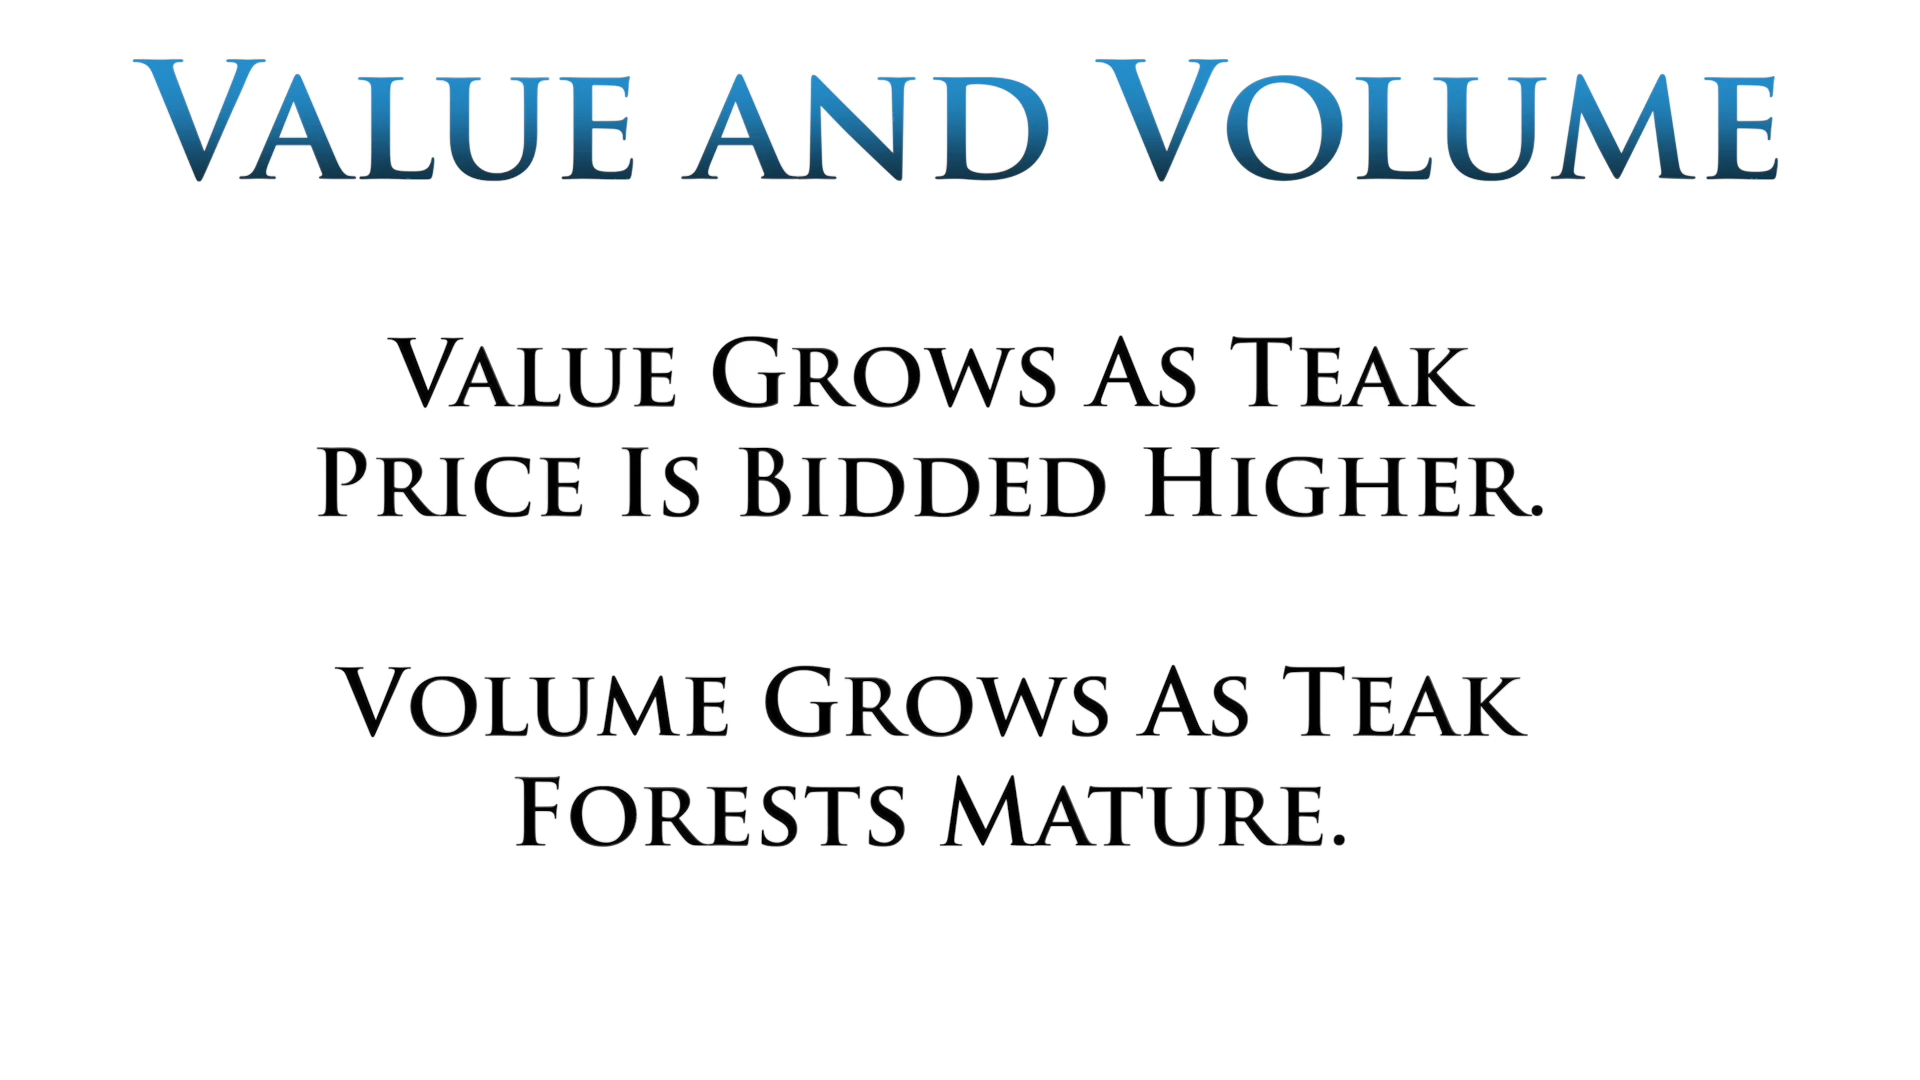 Value and Volume
Value Grows As Teak
Price Is Bidded Higher.
Volume Grows As Teak
Forests Mature.